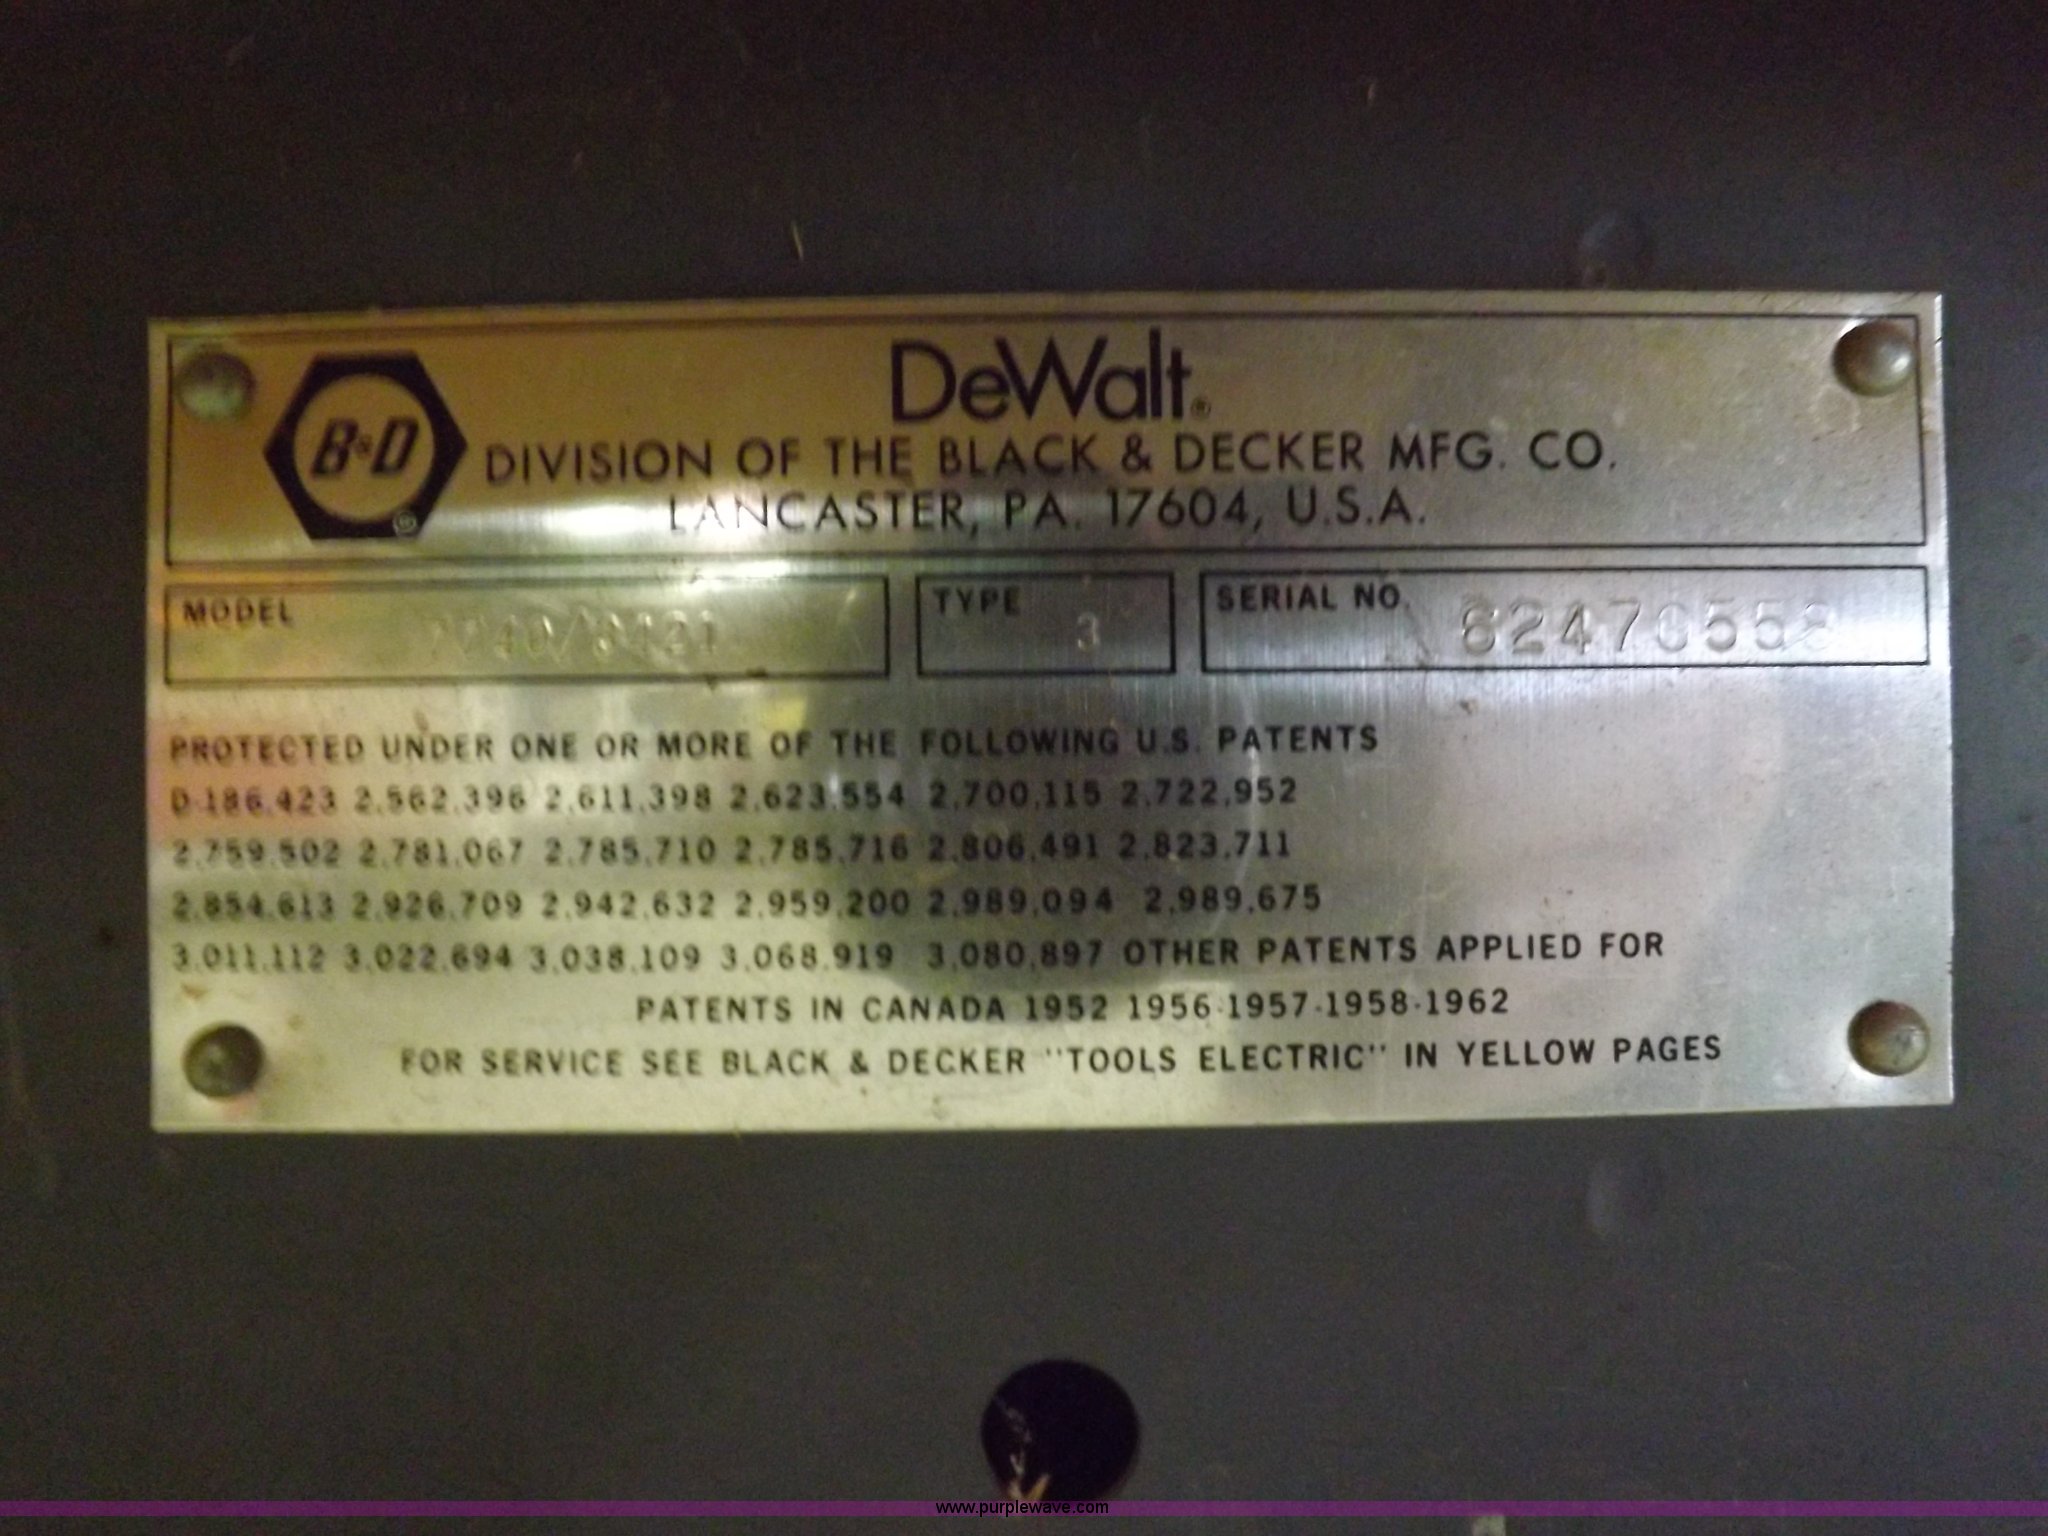 B&D
DeWalt®
DIVISION OF THE BLACK & DECKER MFG. CO.
LANCASTER, PA. 17604, U.S.A.
MODEL
TYPE 3
SERIAL NO.
PROTECTED UNDER ONE OR MORE OF THE FOLLOWING U.S. PATENTS
D-186,423 2,562,396 2,611,398 2,623,554 2,700,115 2,722,952
2,759,502 2,781,067 2,785,710 2,785,716 2,806,491 2,823,711
2,854,613 2,926,709 2,942,632 2,959,200 2,989,094 2,989,675
3,011,112 3,022,694 3,038,109 3,068,919 3,080,897 OTHER PATENTS APPLIED FOR
PATENTS IN CANADA 1952 1956-1957-1958-1962
FOR SERVICE SEE BLACK & DECKER "TOOLS ELECTRIC" IN YELLOW PAGES
www.purplewave.com